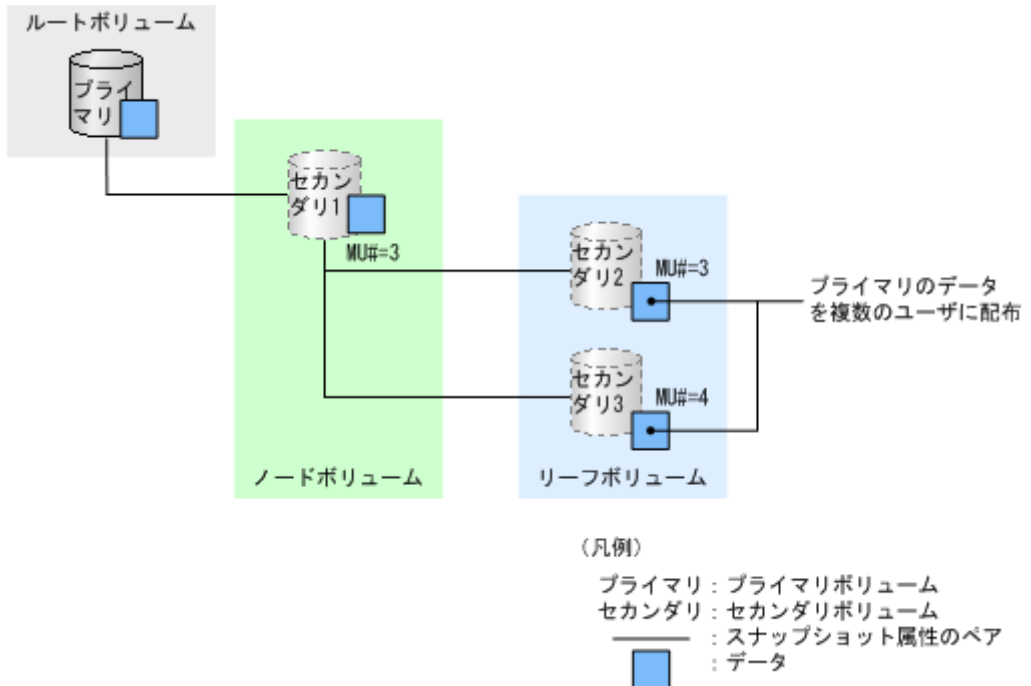 ルートボリューム
プライ
マリ
セカン
ダリ1
MU#=3
セカン
ダリ2
MU#=3
プライマリのデータ
を複数のユーザに配布
セカン
ダリ3
MU#=4
ノードボリューム
リーフボリューム
(凡例)
プライマリ:プライマリボリューム
セカンダリ:セカンダリボリューム
:スナップショット属性のペア
:データ